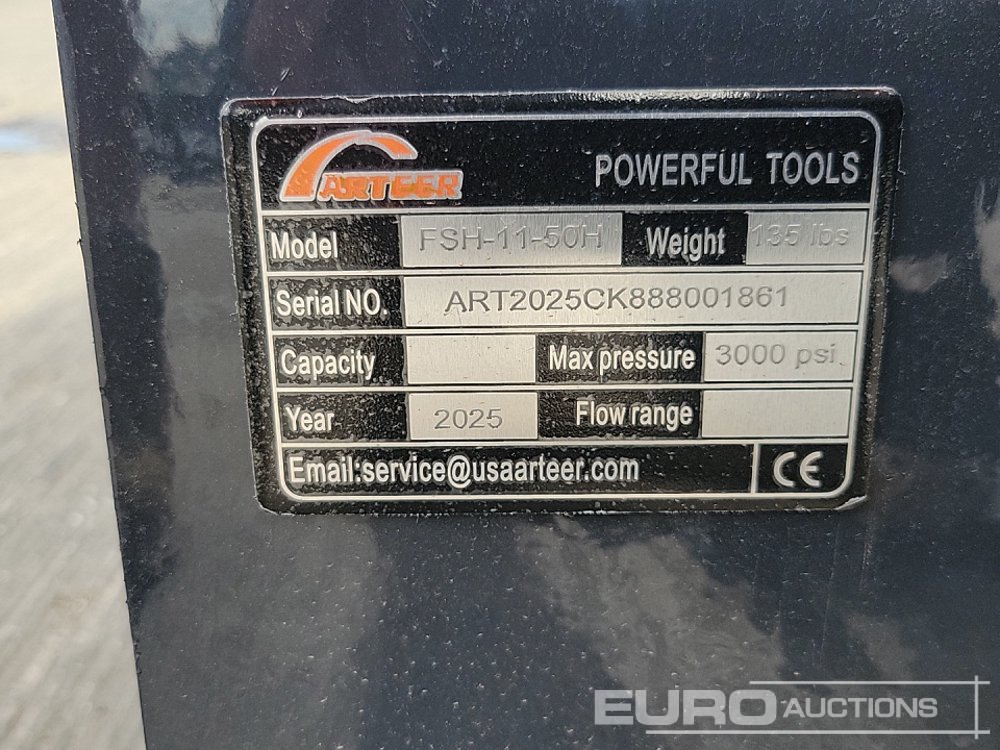 ARTEER POWERFUL TOOLS
Model FSH-11-50H Weight 135 lbs
Serial NO. ART2025CK888001861
Capacity Max pressure 3000 psi
Year 2025 Flow range
Email:service@usaarteer.com CE
EURO AUCTIONS